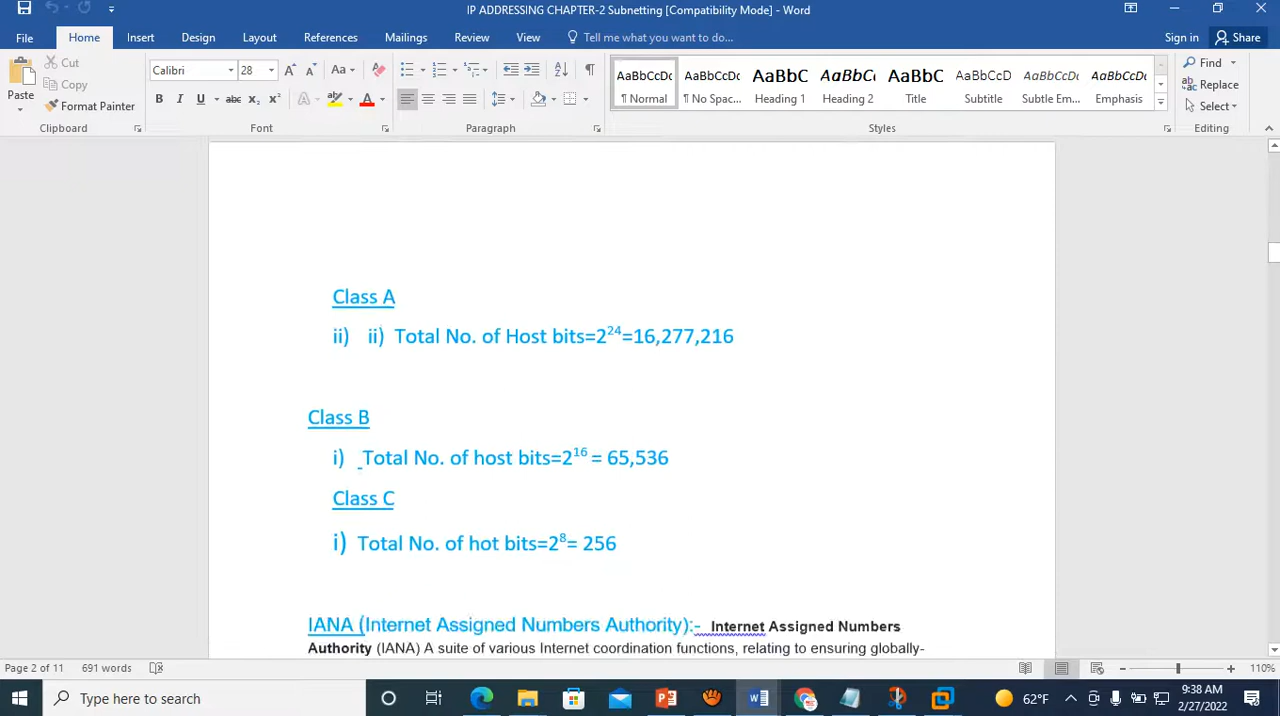 IP ADDRESSING CHAPTER-2 Subnetting [Compatibility Mode] - Word
File Home Insert Design Layout References Mailings Review View Tell me what you want to do... Sign in Share
Paste Cut Copy Format Painter
Calibri 28
AaBbCcDc AaBbCcDc AaBbC AaBbCc AaBbC AaBbCcD AaBbCcD AaBbCcD
¶ Normal ¶ No Spac... Heading 1 Heading 2 Title Subtitle Subtle Em... Emphasis
Find Replace Select
Clipboard Font Paragraph Styles Editing
Class A
ii) ii) Total No. of Host bits=2²⁴=16,277,216
Class B
i) Total No. of host bits=2¹⁶ = 65,536
Class C
i) Total No. of hot bits=2⁸= 256
IANA (Internet Assigned Numbers Authority):- Internet Assigned Numbers
Authority (IANA) A suite of various Internet coordination functions, relating to ensuring globally-
Page 2 of 11 691 words 110%
Type here to search 62°F 9:38 AM
2/27/2022